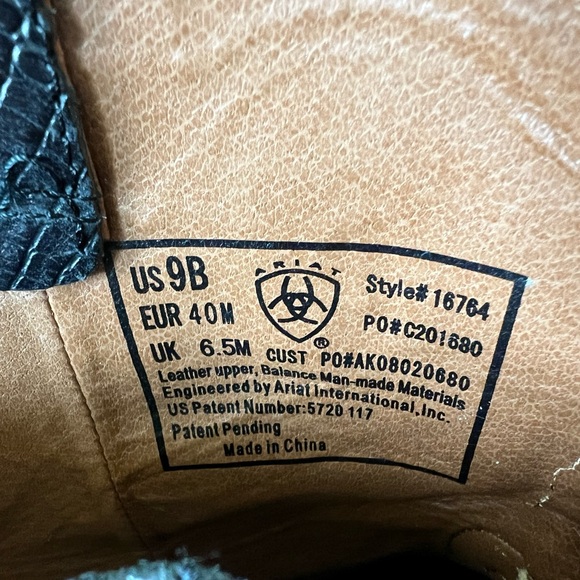 US 9B
ARIAT
Style# 16764
EUR 40M
PO#C201680
®
UK 6.5M
CUST PO#AK08020680
Leather upper, Balance Man-made Materials
Engineered by Ariat International, Inc.
US Patent Number:5720 117
Patent Pending
Made in China